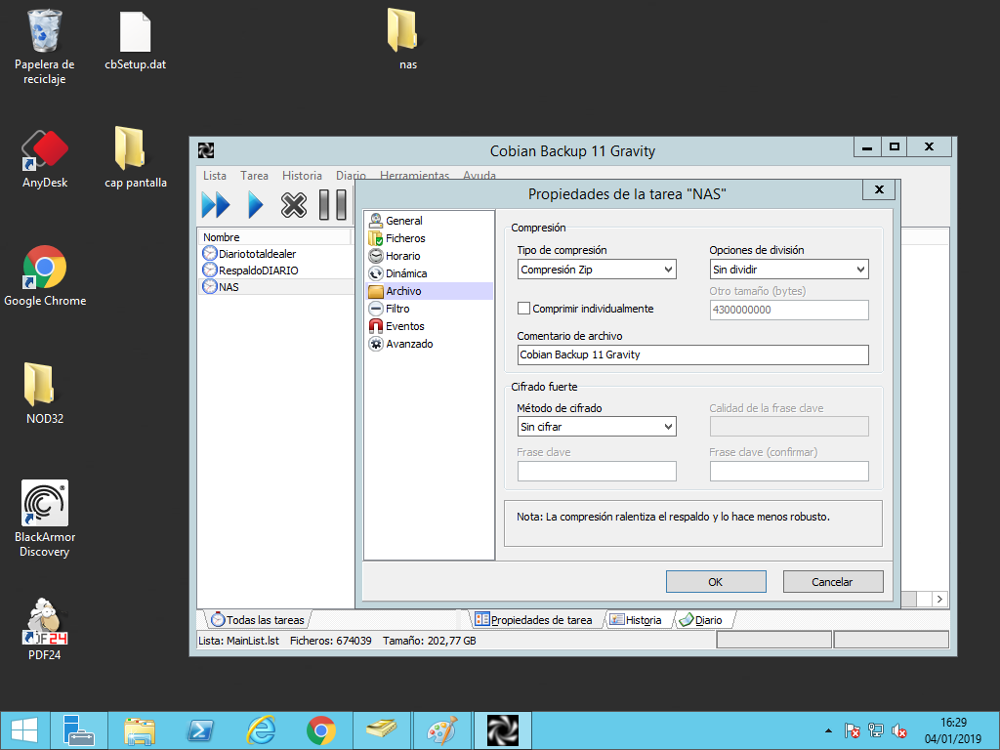 Papelera de
reciclaje
cbSetup.dat
nas
AnyDesk
cap pantalla
Google Chrome
NOD32
BlackArmor
Discovery
PDF24
Cobian Backup 11 Gravity
Lista Tarea Historia Diario Herramientas Ayuda
Nombre
Diariototaldealer
RespaldoDIARIO
NAS
Propiedades de la tarea "NAS"
General
Ficheros
Horario
Dinámica
Archivo
Filtro
Eventos
Avanzado
Compresión
Tipo de compresión
Compresión Zip
Opciones de división
Sin dividir
Otro tamaño (bytes)
4300000000
Comprimir individualmente
Comentario de archivo
Cobian Backup 11 Gravity
Cifrado fuerte
Método de cifrado
Sin cifrar
Calidad de la frase clave
Frase clave
Frase clave (confirmar)
Nota: La compresión ralentiza el respaldo y lo hace menos robusto.
OK
Cancelar
Todas las tareas
Propiedades de la tarea
Historia
Diario
Lista: MainList.lst Ficheros: 674039 Tamaño: 202,77 GB
16:29
04/01/2019